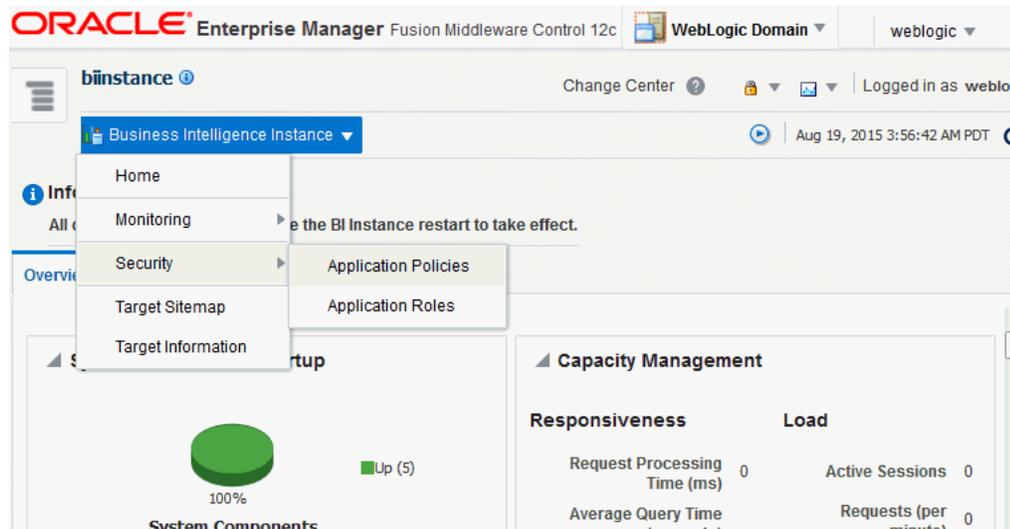 ORACLE Enterprise Manager Fusion Middleware Control 12c WebLogic Domain weblogic
biinstance
Change Center Logged in as weblo
Business Intelligence Instance
Aug 19, 2015 3:56:42 AM PDT
Home
Monitoring
Security
Target Sitemap
Target Information
Application Policies
Application Roles
Info
All
the BI Instance restart to take effect.
Overvie
rtup
Up (5)
100%
System Components
Capacity Management
Responsiveness Load
Request Processing Time (ms) 0
Active Sessions 0
Average Query Time
Requests (per
0